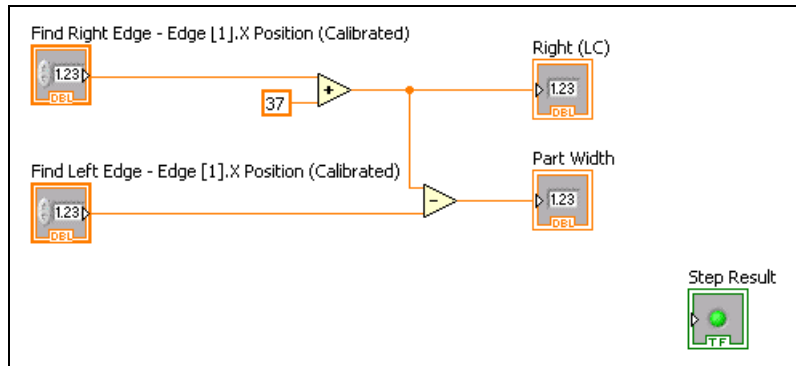 Find Right Edge - Edge [1].X Position (Calibrated)
1.23
DBL
37
+
Right (LC)
1.23
DBL
Find Left Edge - Edge [1].X Position (Calibrated)
1.23
DBL
-
Part Width
1.23
DBL
Step Result
TF